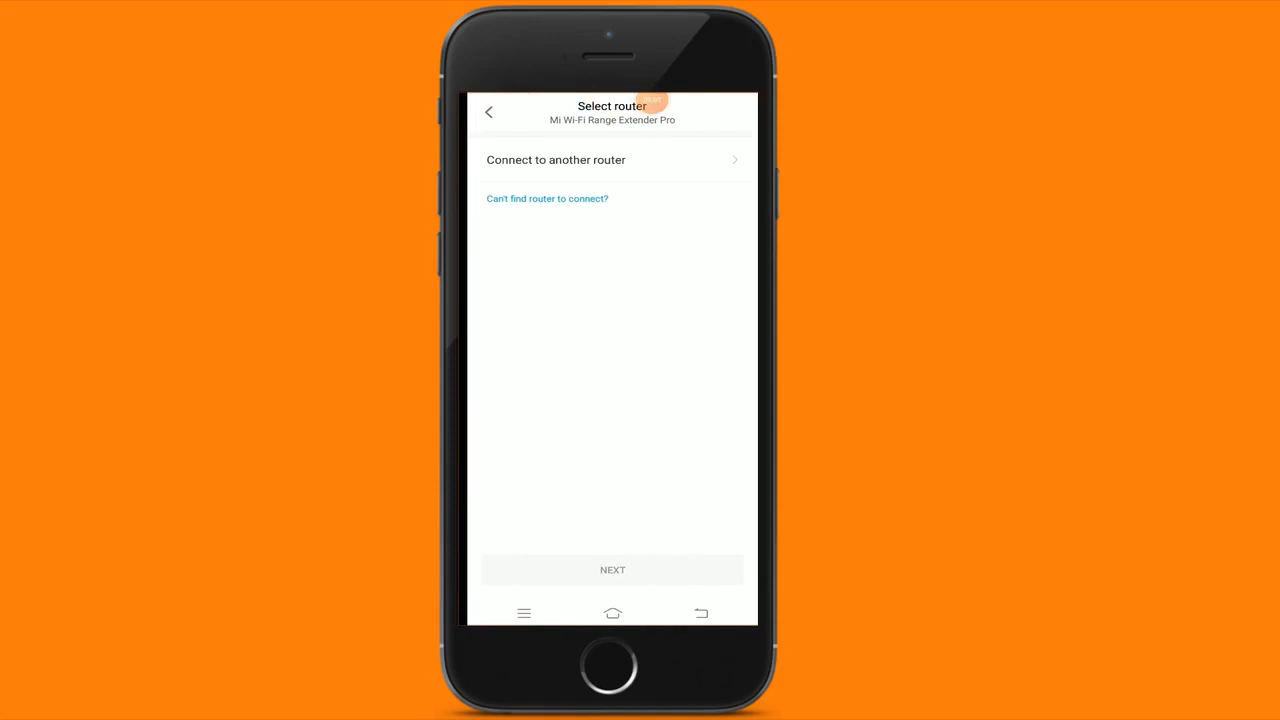 Select router
Mi Wi-Fi Range Extender Pro
Connect to another router
Can't find router to connect?
NEXT